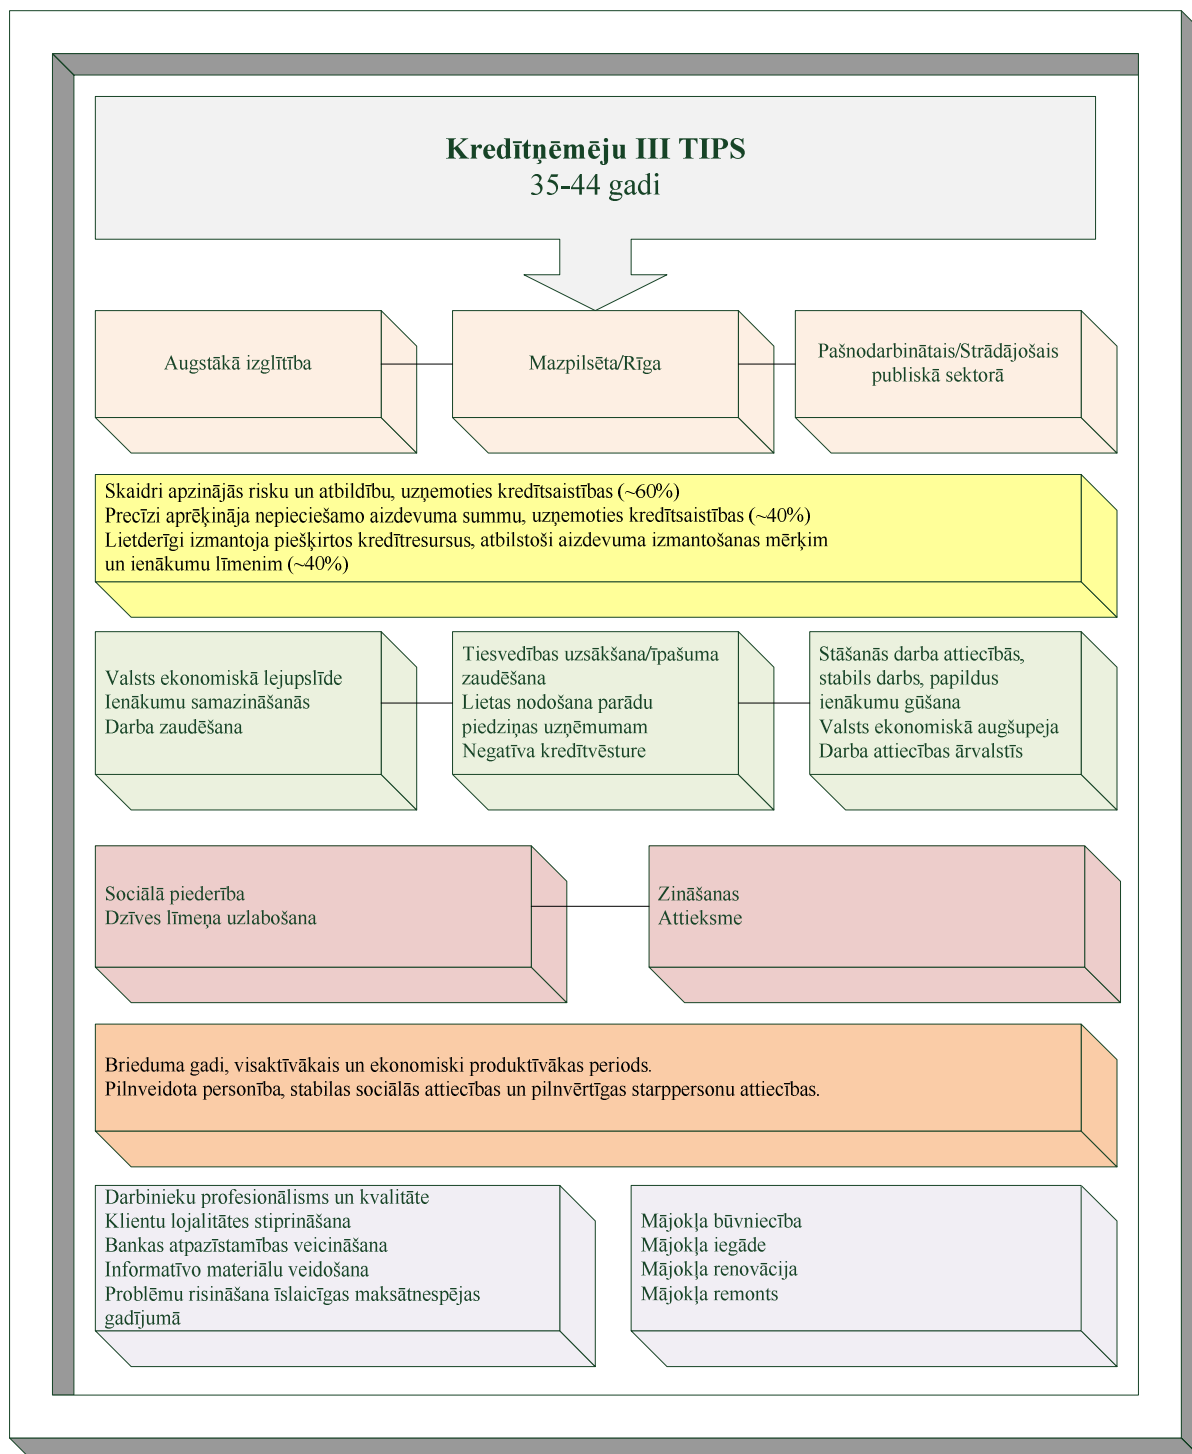 Kredītņēmēju III TIPS
35-44 gadi
Augstākā izglītība
Mazpilsēta/Rīga
Pašnodarbinātais/Strādājošais
publiskā sektorā
Skaidri apzinājās risku un atbildību, uzņemoties kredītsaistības (~60%)
Precīzi aprēķināja nepieciešamo aizdevuma summu, uzņemoties kredītsaistības (~40%)
Lietderīgi izmantoja piešķirtos kredītresursus, atbilstoši aizdevuma izmantošanas mērķim
un ienākumu līmenim (~40%)
Valsts ekonomiskā lejupslīde
Ienākumu samazināšanās
Darba zaudēšana
Tiesvedības uzsākšana/īpašuma
zaudēšana
Lietas nodošana parādu
piedziņas uzņēmumam
Negatīva kredītvēsture
Stāšanās darba attiecībās,
stabils darbs, papildus
ienākumu gūšana
Valsts ekonomiskā augšupeja
Darba attiecības ārvalstīs
Sociālā piederība
Dzīves līmeņa uzlabošana
Zināšanas
Attieksme
Brieduma gadi, visaktīvākais un ekonomiski produktīvākas periods.
Pilnveidota personība, stabilas sociālās attiecības un pilnvērtīgas starppersonu attiecības.
Darbinieku profesionālisms un kvalitāte
Klientu lojalitātes stiprināšana
Bankas atpazīstamības veicināšana
Informatīvo materiālu veidošana
Problēmu risināšana īslaicīgas maksātnespējas
gadījumā
Mājokļa būvniecība
Mājokļa iegāde
Mājokļa renovācija
Mājokļa remonts